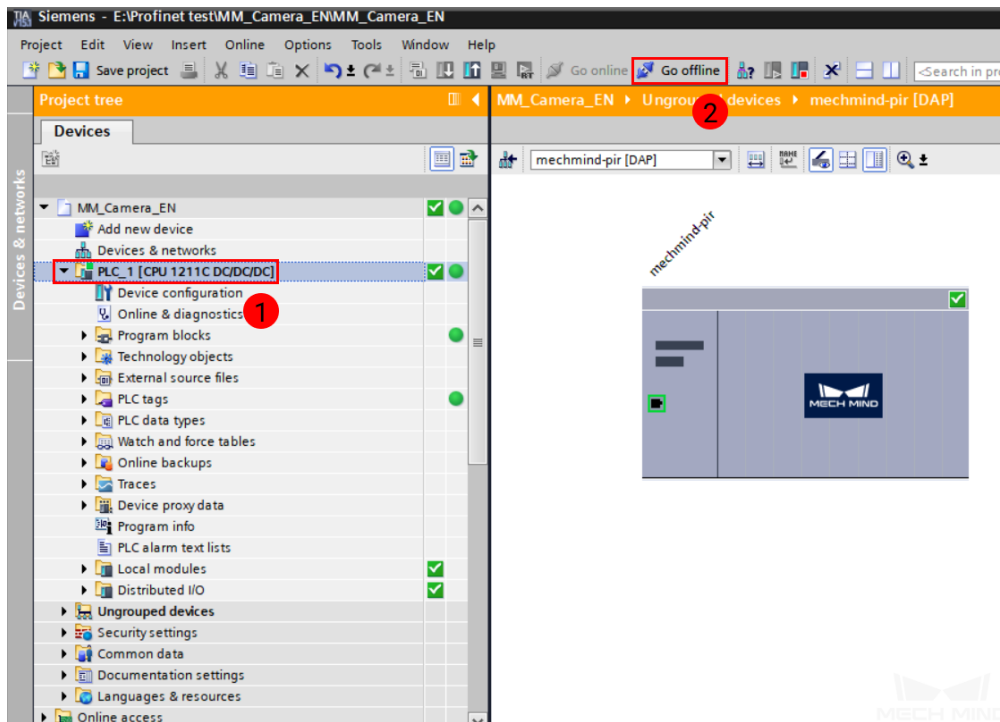 Siemens - E:\Profinet test\MM_Camera_EN\MM_Camera_EN
Project Edit View Insert Online Options Tools Window Help
Save project Go online Go offline <Search in pr
Project tree
MM_Camera_EN Ungrouped devices mechmind-pir [DAP]
2
Devices
mechmind-pir [DAP]
Devices & networks
MM_Camera_EN
Add new device
Devices & networks
PLC_1 [CPU 1211C DC/DC/DC]
Device configuration
Online & diagnostics
1
Program blocks
Technology objects
External source files
PLC tags
PLC data types
Watch and force tables
Online backups
Traces
Device proxy data
Program info
PLC alarm text lists
Local modules
Distributed I/O
Ungrouped devices
Security settings
Common data
Documentation settings
Languages & resources
Online access
mechmind-pir
MECH MIND
MECH MIND